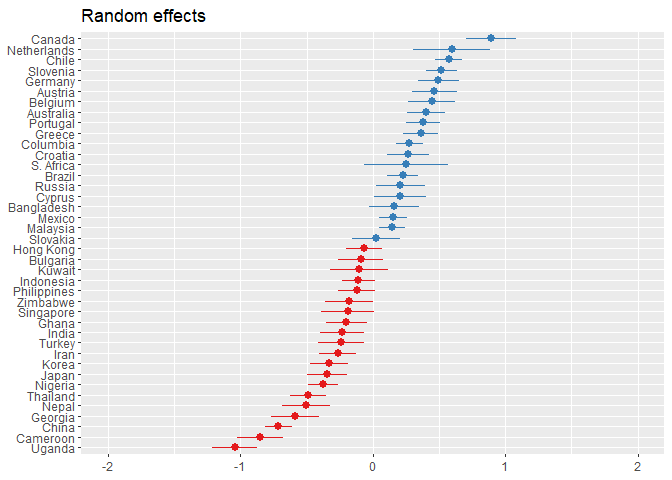 Random effects
Canada
Netherlands
Chile
Slovenia
Germany
Austria
Belgium
Australia
Portugal
Greece
Columbia
Croatia
S. Africa
Brazil
Russia
Cyprus
Bangladesh
Mexico
Malaysia
Slovakia
Hong Kong
Bulgaria
Kuwait
Indonesia
Philippines
Zimbabwe
Singapore
Ghana
India
Turkey
Iran
Korea
Japan
Nigeria
Thailand
Nepal
Georgia
China
Cameroon
Uganda
-2 -1 0 1 2